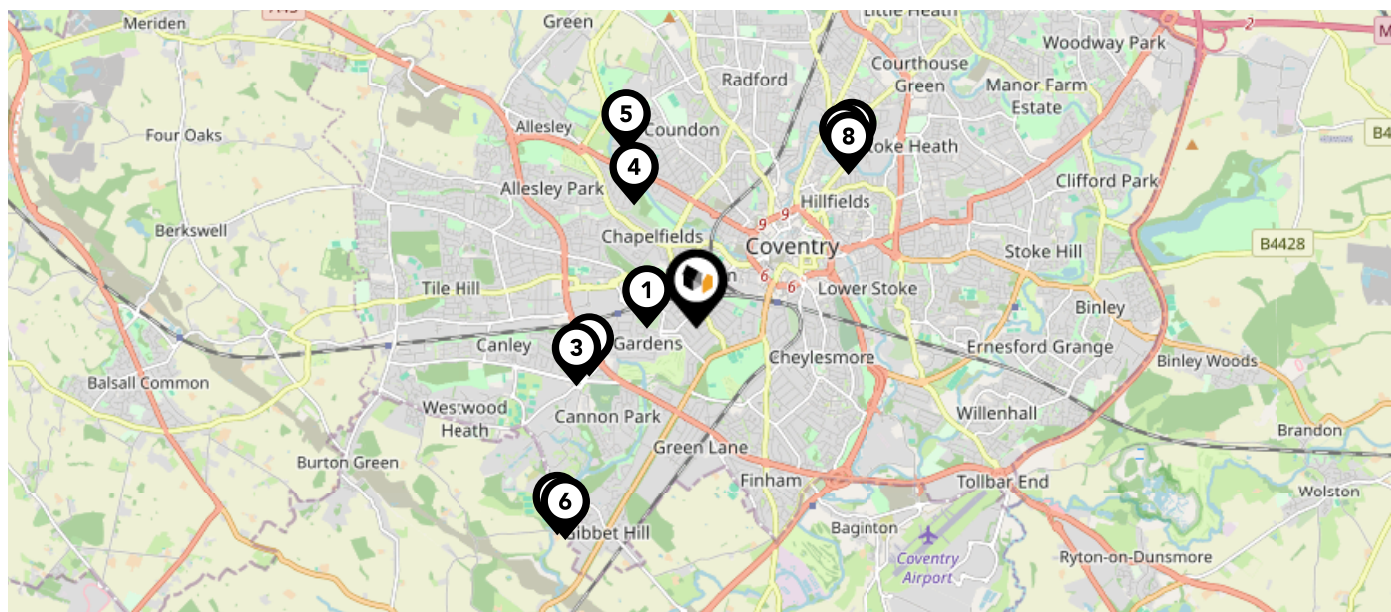 Meriden
Green
Little Heath
2
M
Woodway Park
Radford
Courthouse
Green
Manor Farm
Estate
5
Four Oaks
Allesley
Coundon
8
oke Heath
B4
4
Allesley Park
Clifford Park
Hillfields
9
9
Berkswell
Chapelfields
Coventry
Stoke Hill
B4428
6
6
n
Tile Hill
1
Lower Stoke
Binley
3
Canley
Gardens
Cheylesmore
Ernesford Grange
Binley Woods
Balsall Common
Westwood
Heath
Cannon Park
Willenhall
Brandon
Green Lane
Burton Green
Finham
Tollbar End
Wolston
6
Gibbet Hill
Baginton
Coventry
Airport
Ryton-on-Dunsmore